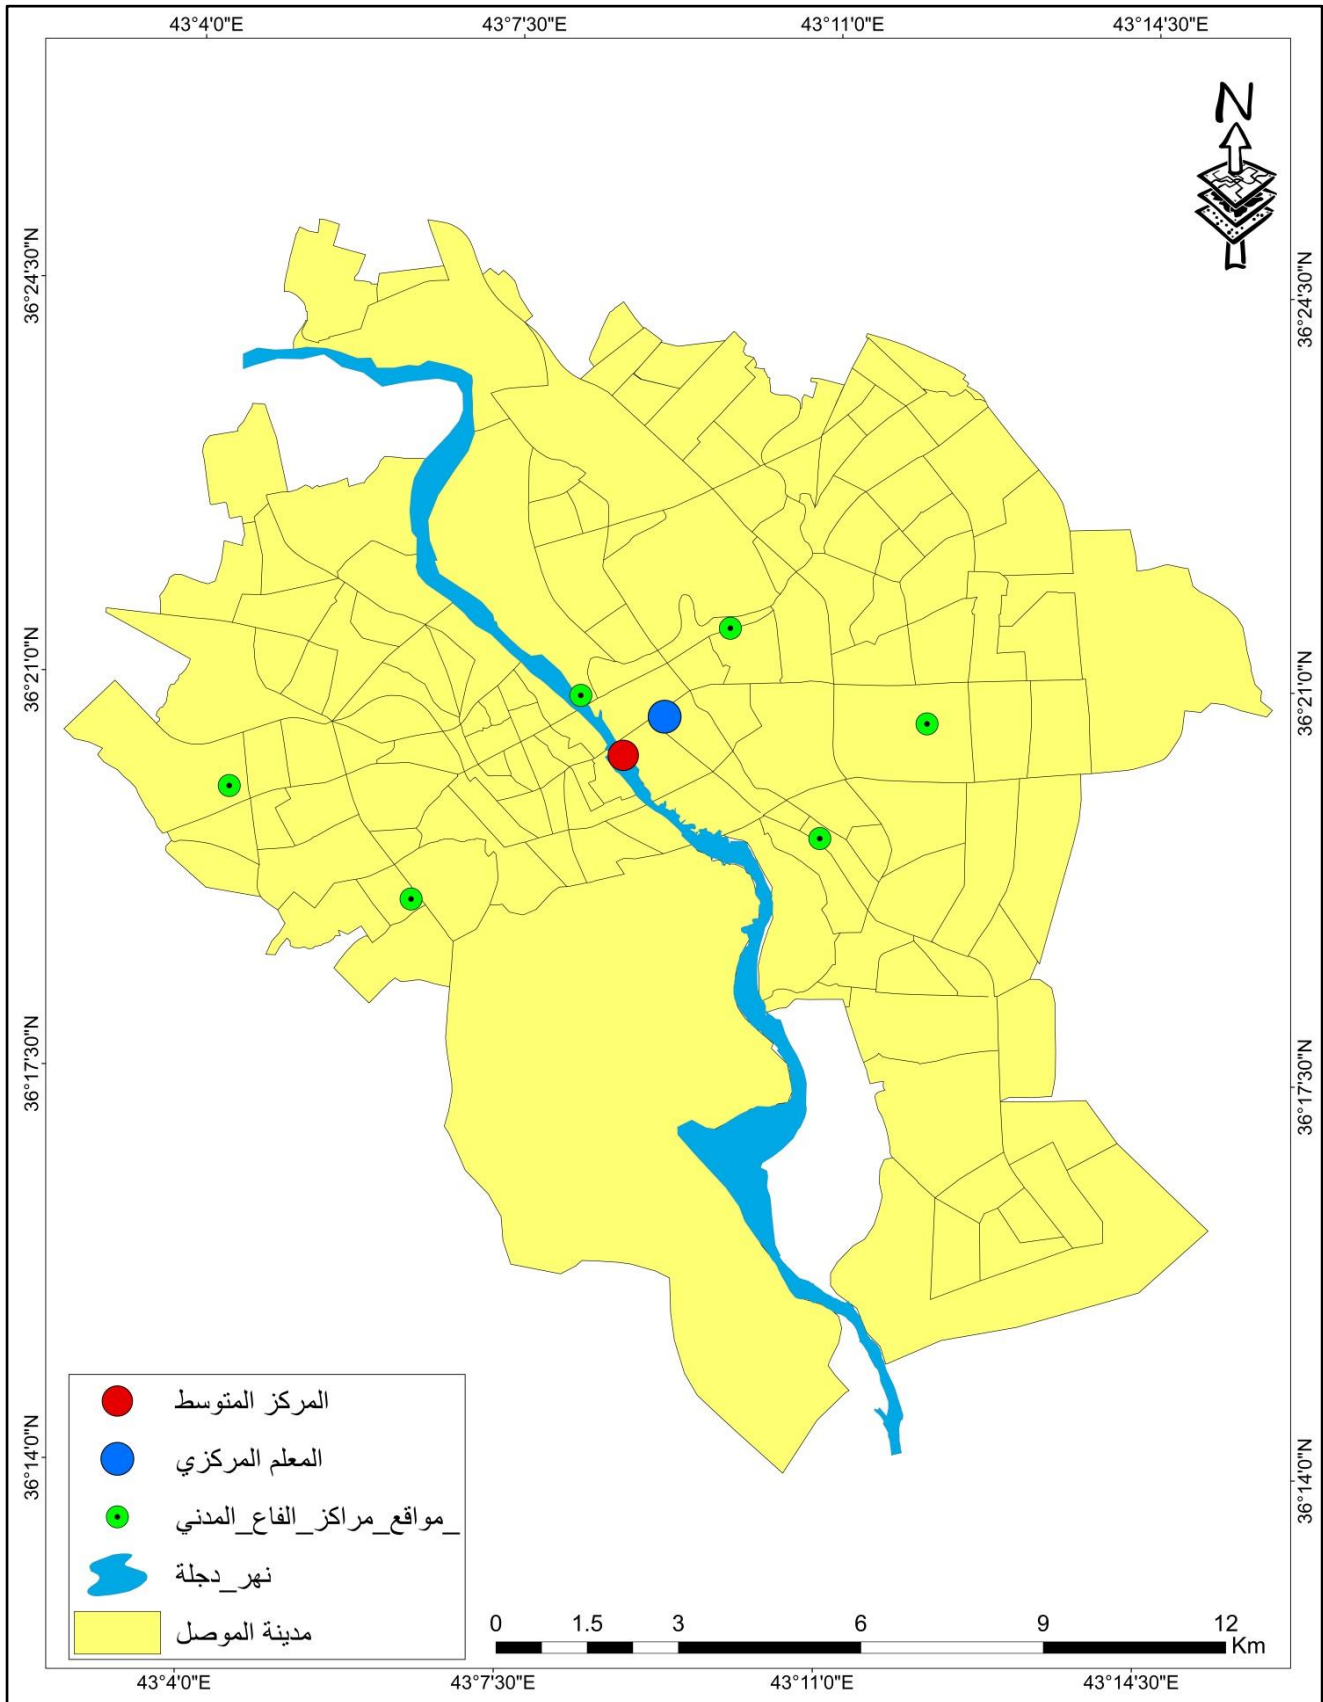 43°4'0"E 43°7'30"E 43°11'0"E 43°14'30"E
N
36°24'30"N 36°24'30"N
36°21'0"N 36°21'0"N
36°17'30"N 36°17'30"N
36°14'0"N 36°14'0"N
المركز المتوسط
المعلم المركزي
_مواقع_مراكز_الفاع_المدني
نهر_دجلة
مدينة الموصل
0 1.5 3 6 9 12
Km
43°4'0"E 43°7'30"E 43°11'0"E 43°14'30"E